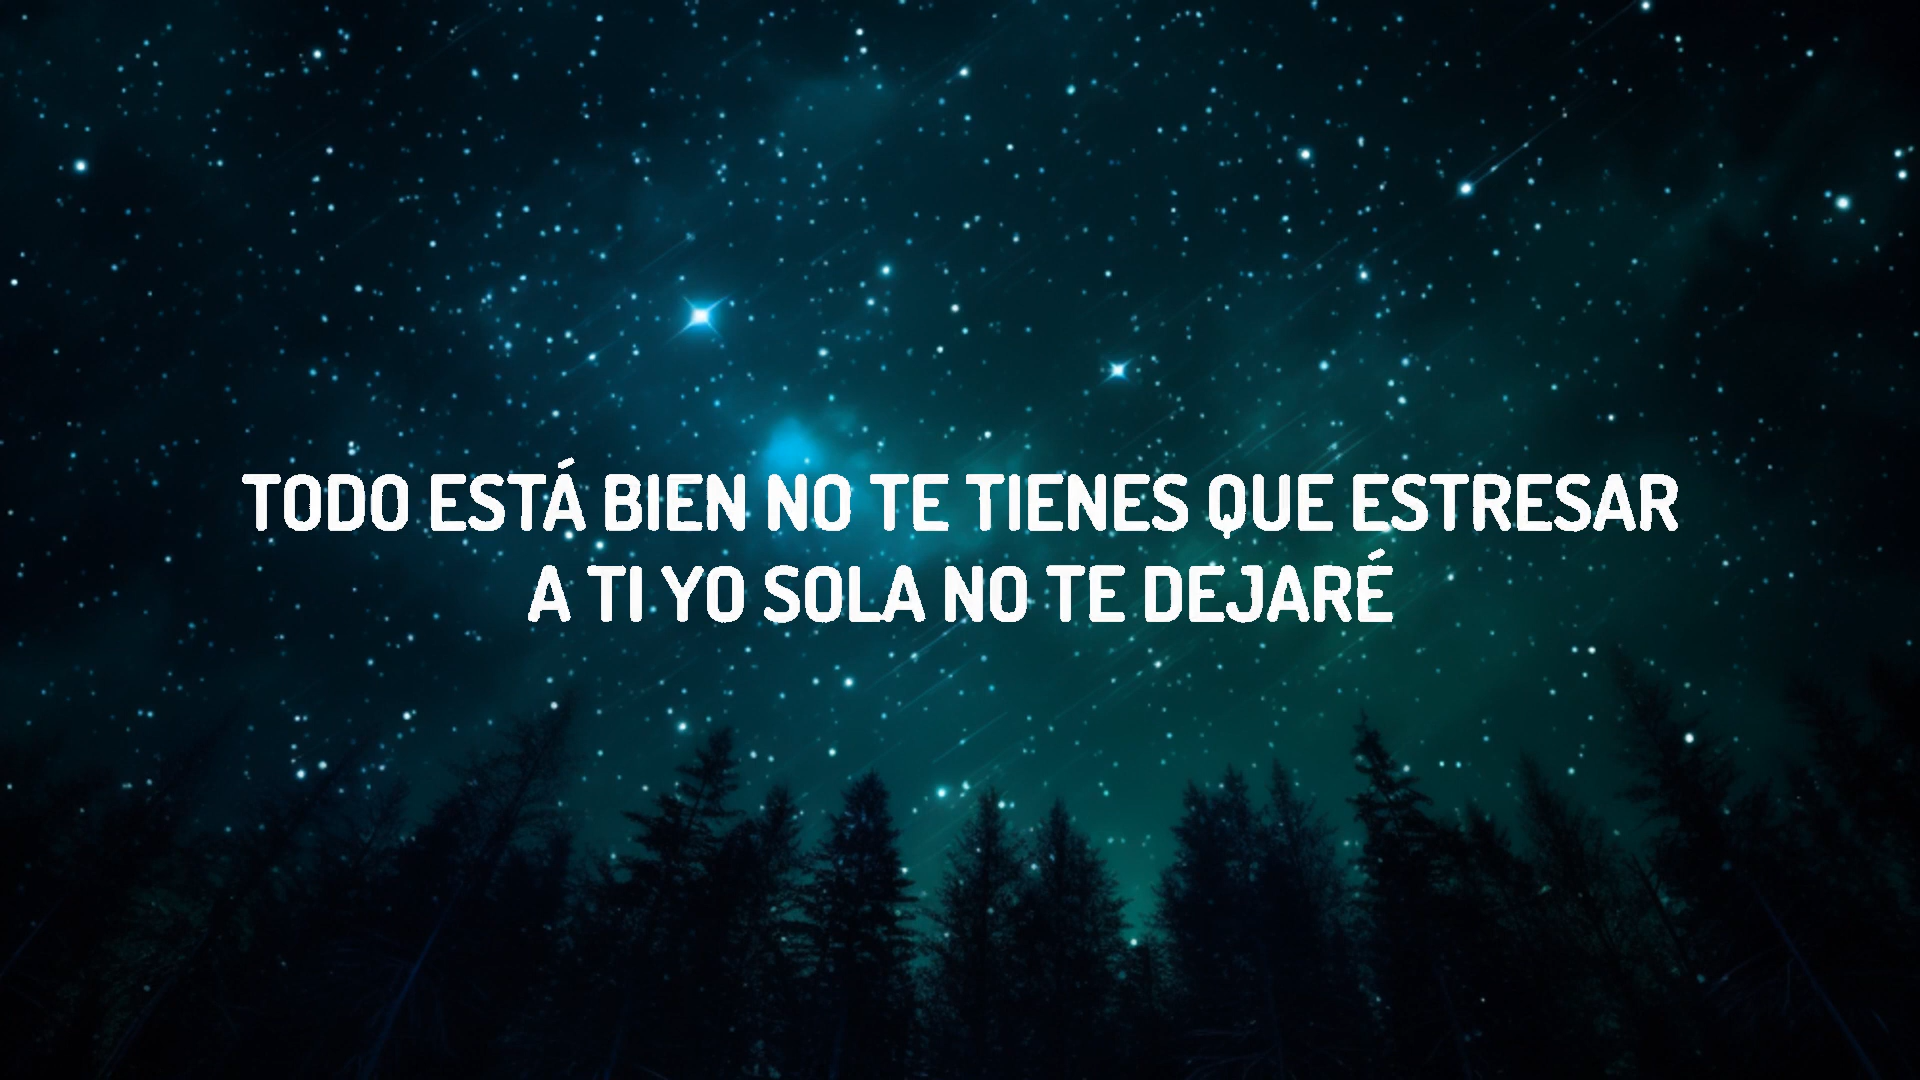 TODO ESTÁ BIEN NO TE TIENES QUE ESTRESAR
A TI YO SOLA NO TE DEJARÉ